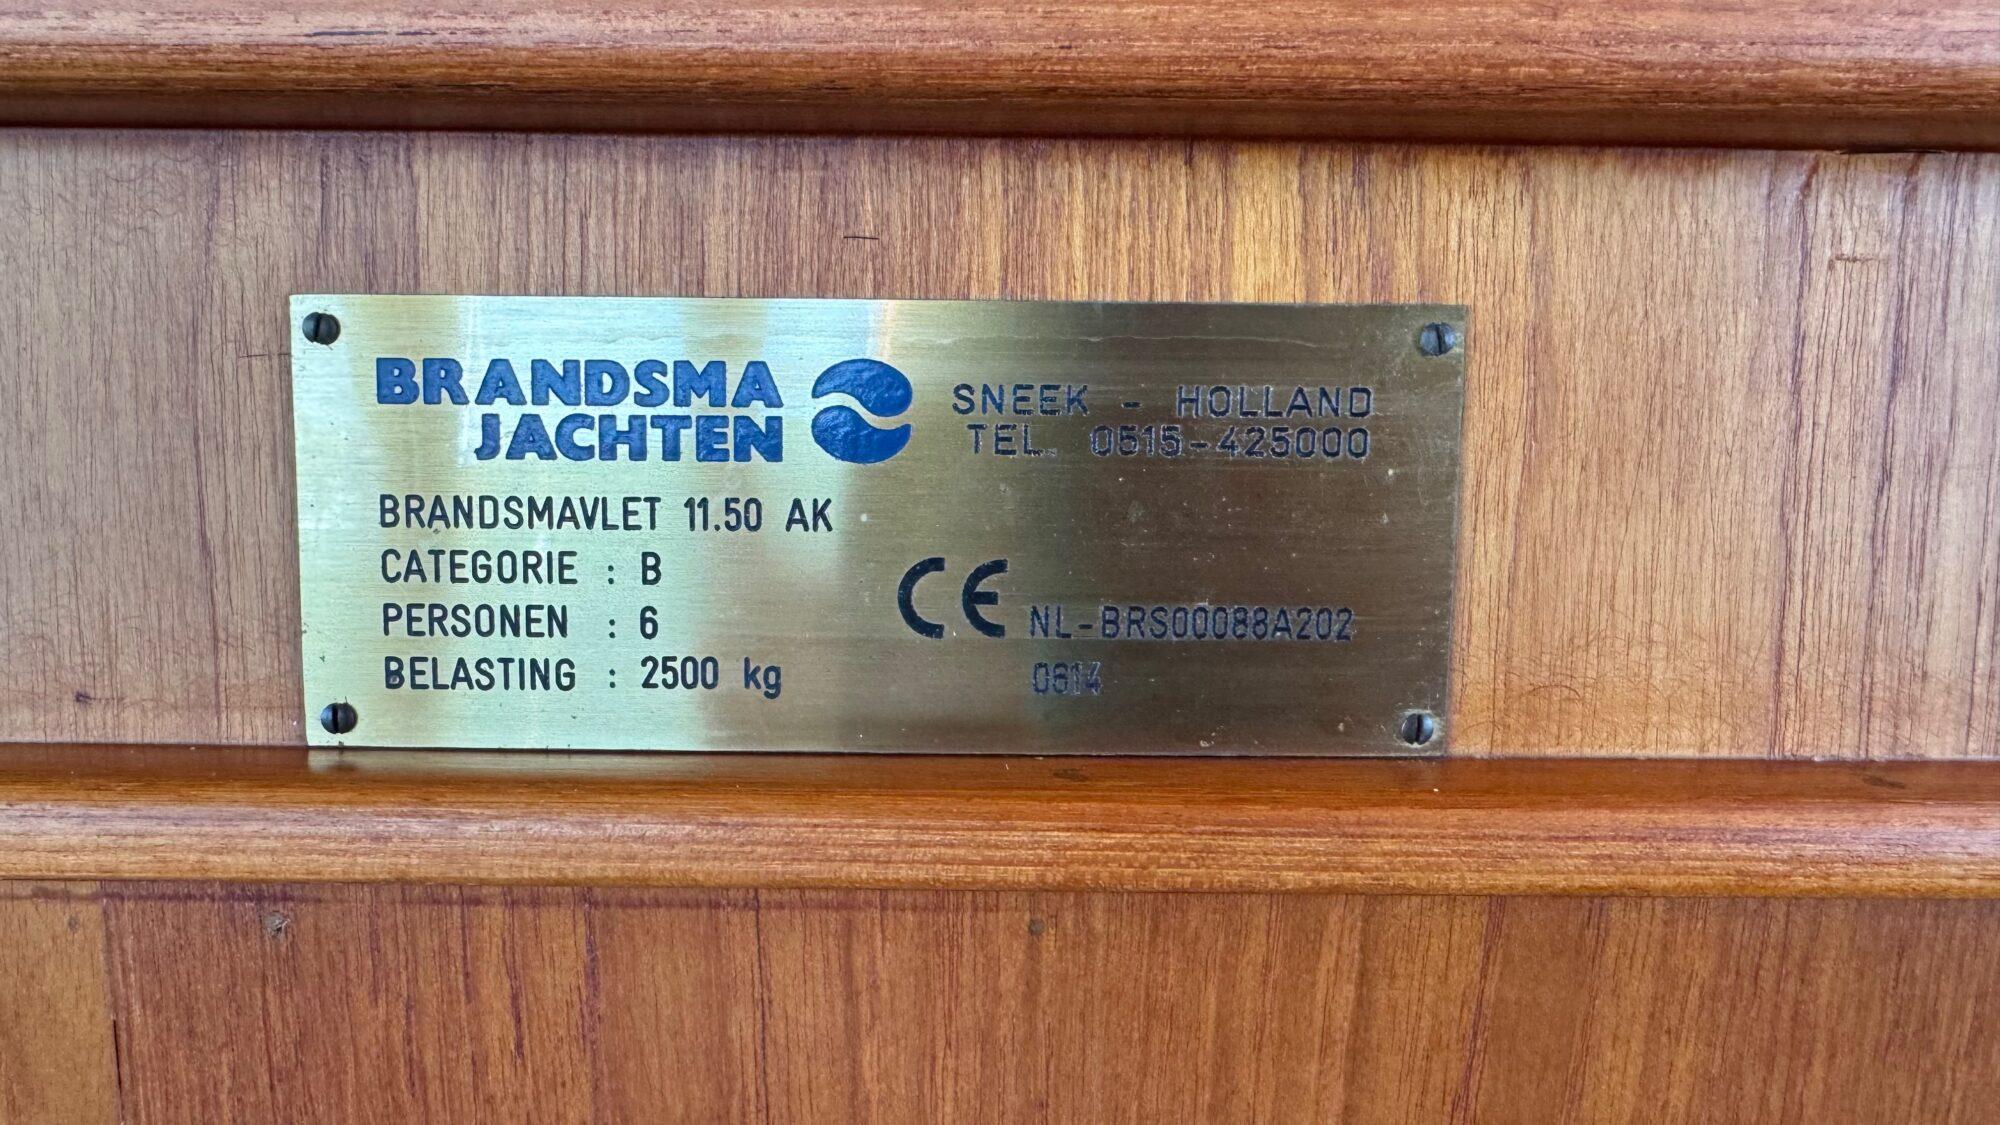 BRANDSMA
JACHTEN
SNEEK - HOLLAND
TEL. 0515-425000
BRANDSMAVLET 11.50 AK
CATEGORIE : B
PERSONEN : 6
BELASTING : 2500 kg
CE NL-BRS00088A202
0614